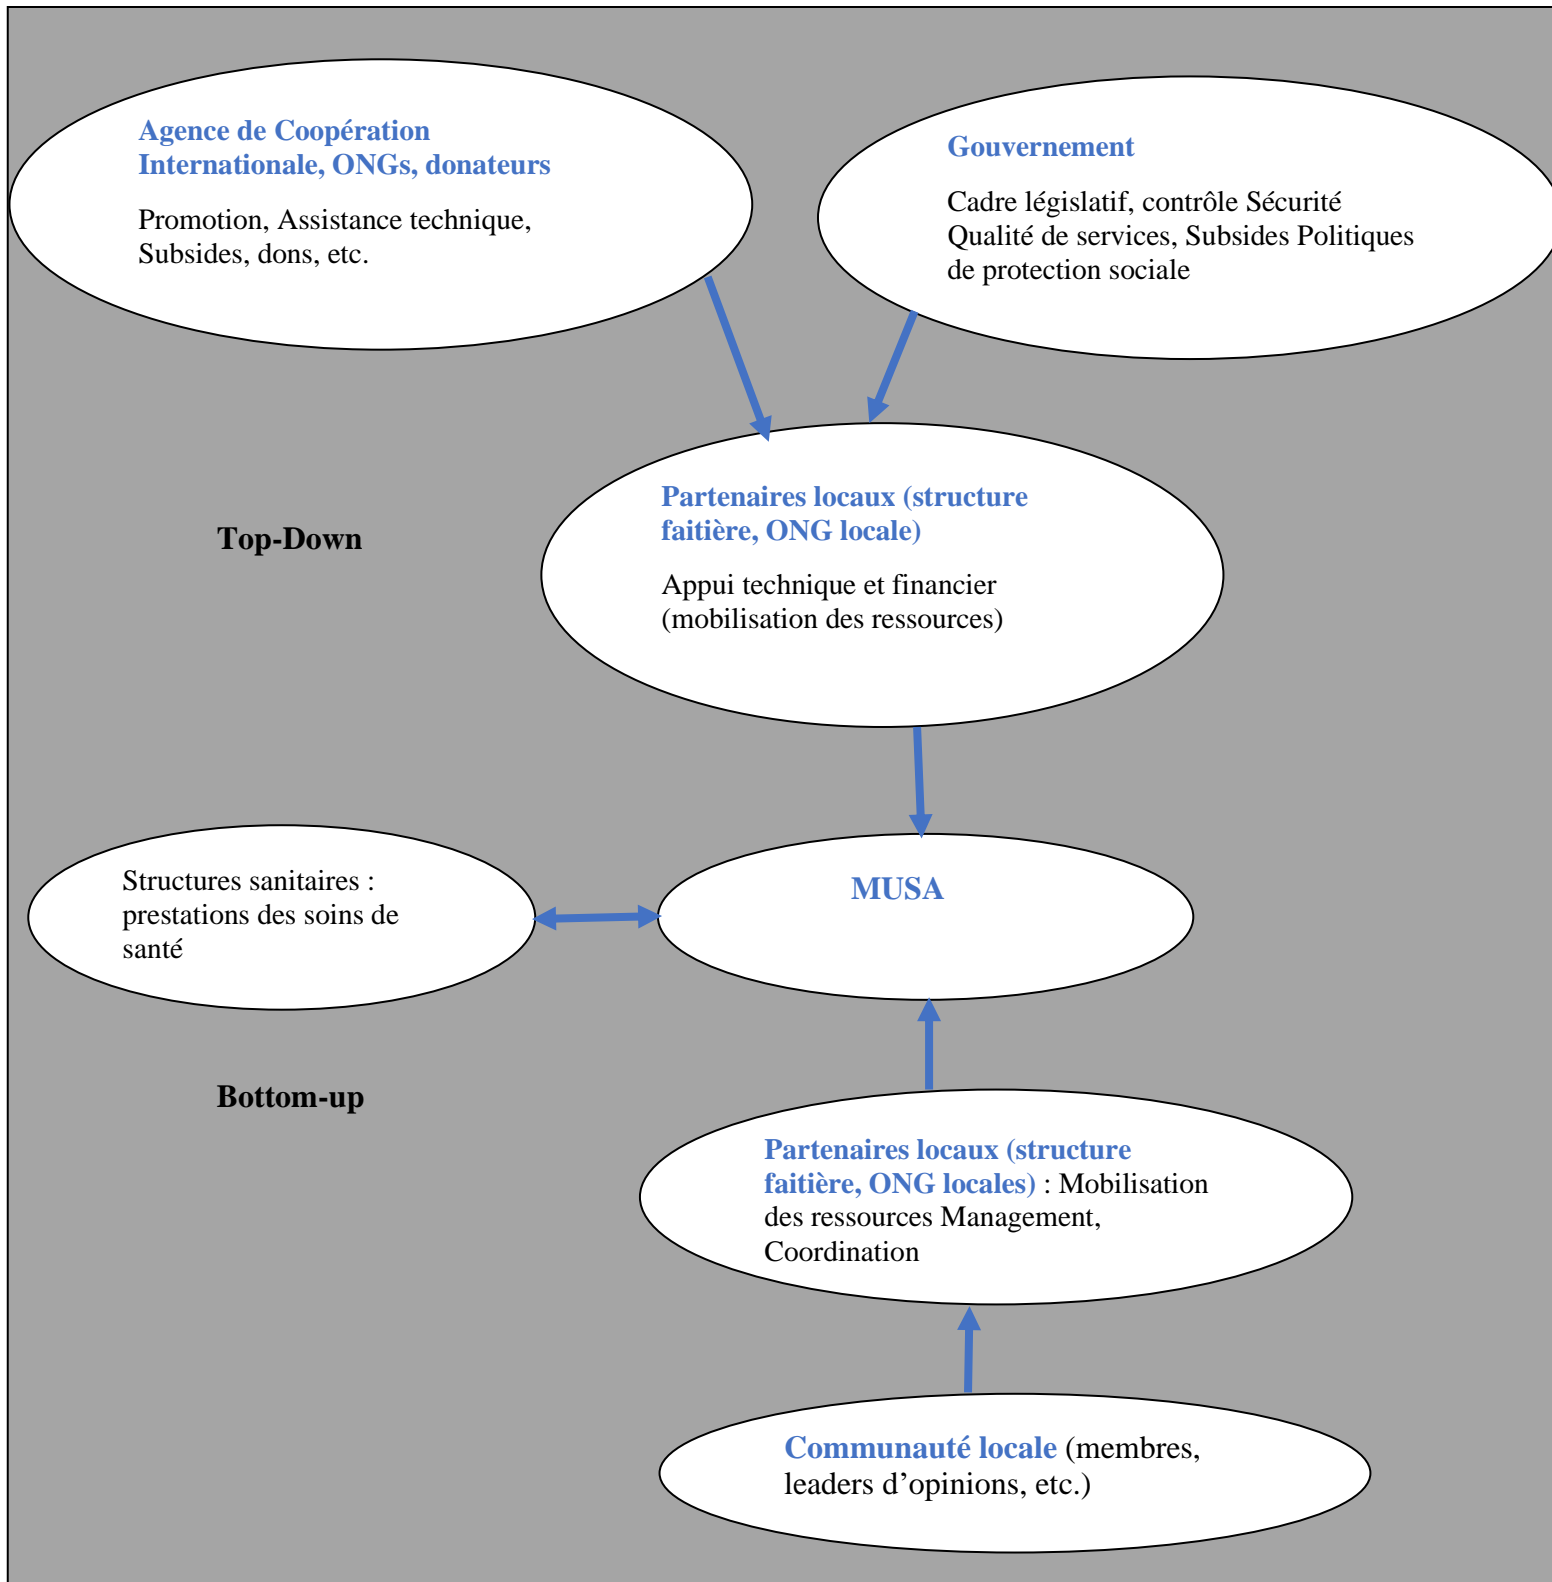 Agence de Coopération
Internationale, ONGs, donateurs
Promotion, Assistance technique,
Subsides, dons, etc.
Gouvernement
Cadre législatif, contrôle Sécurité
Qualité de services, Subsides Politiques
de protection sociale
Top-Down
Partenaires locaux (structure
faitière, ONG locale)
Appui technique et financier
(mobilisation des ressources)
Structures sanitaires :
prestations des soins de
santé
MUSA
Bottom-up
Partenaires locaux (structure
faitière, ONG locales) : Mobilisation
des ressources Management,
Coordination
Communauté locale (membres,
leaders d’opinions, etc.)